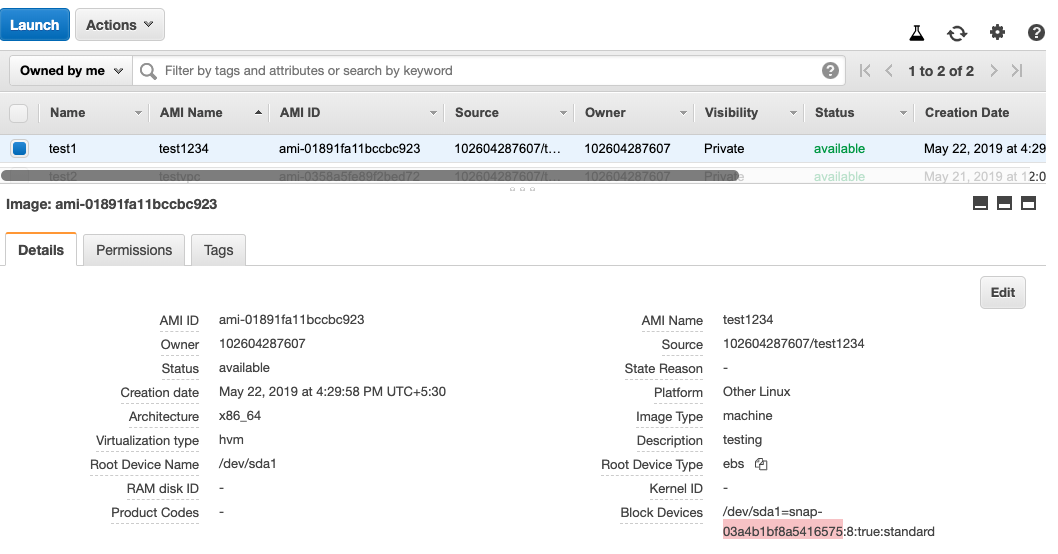 Launch Actions
Owned by me Filter by tags and attributes or search by keyword ? 1 to 2 of 2
Name AMI Name AMI ID Source Owner Visibility Status Creation Date
test1 test1234 ami-01891fa11bccbc923 102604287607/t... 102604287607 Private available May 22, 2019 at 4:29
test2 testvpc ami-0358a5fe89f2bed72 102604287607/t... 102604287607 Private available May 21, 2019 at 12:0
Image: ami-01891fa11bccbc923
Details Permissions Tags
Edit
AMI ID ami-01891fa11bccbc923 AMI Name test1234
Owner 102604287607 Source 102604287607/test1234
Status available State Reason -
Creation date May 22, 2019 at 4:29:58 PM UTC+5:30 Platform Other Linux
Architecture x86_64 Image Type machine
Virtualization type hvm Description testing
Root Device Name /dev/sda1 Root Device Type ebs
RAM disk ID - Kernel ID -
Product Codes - Block Devices /dev/sda1=snap-
03a4b1bf8a5416575:8:true:standard